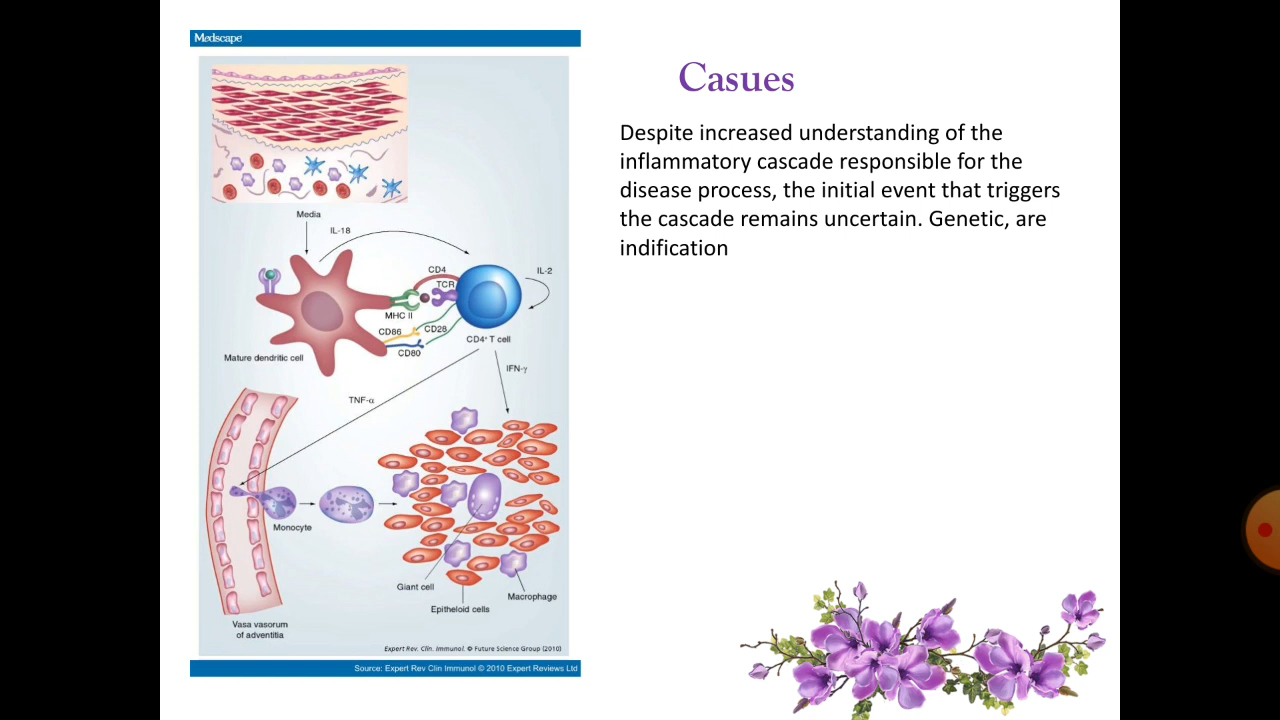 Medscape
Casues
Despite increased understanding of the
inflammatory cascade responsible for the
disease process, the initial event that triggers
the cascade remains uncertain. Genetic, are
indification
Media
IL-18
CD4
IL-2
TCR
MHC II
CD86
CD28
CD4+ T cell
CD80
Mature dendritic cell
IFN-γ
TNF-α
Monocyte
Giant cell
Macrophage
Epitheloid cells
Vasa vasorum
of adventitia
Expert Rev. Clin. Immunol. © Future Science Group (2010)
Source: Expert Rev Clin Immunol © 2010 Expert Reviews Ltd